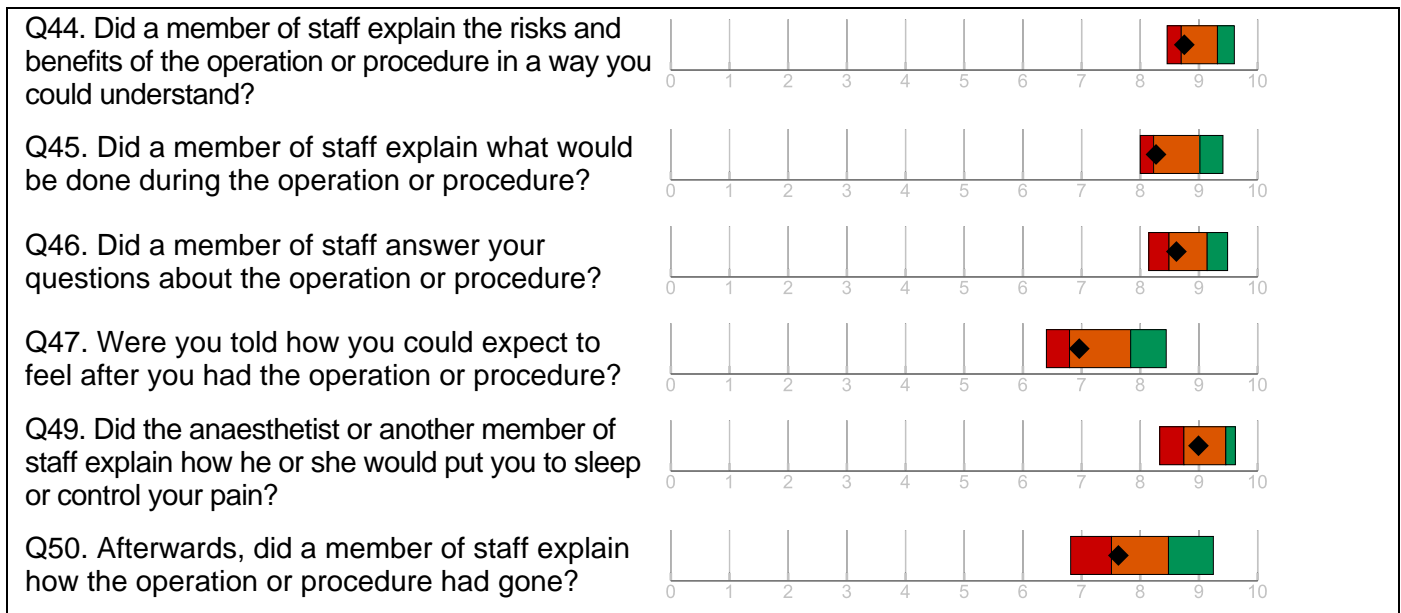 Q44. Did a member of staff explain the risks and
benefits of the operation or procedure in a way you
could understand?
0 1 2 3 4 5 6 7 8 9 10
Q45. Did a member of staff explain what would
be done during the operation or procedure?
0 1 2 3 4 5 6 7 8 9 10
Q46. Did a member of staff answer your
questions about the operation or procedure?
0 1 2 3 4 5 6 7 8 9 10
Q47. Were you told how you could expect to
feel after you had the operation or procedure?
0 1 2 3 4 5 6 7 8 9 10
Q49. Did the anaesthetist or another member of
staff explain how he or she would put you to sleep
or control your pain?
0 1 2 3 4 5 6 7 8 9 10
Q50. Afterwards, did a member of staff explain
how the operation or procedure had gone?
0 1 2 3 4 5 6 7 8 9 10